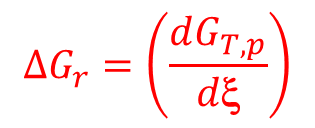 ΔG_r = (dG_{T,p} / dξ)